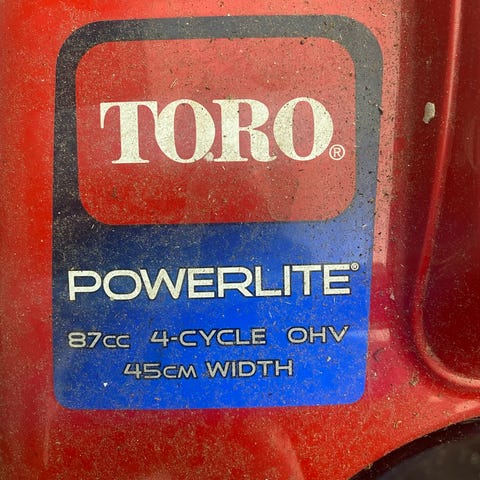 TORO®
POWERLITE®
87cc 4-CYCLE OHV
45cm WIDTH